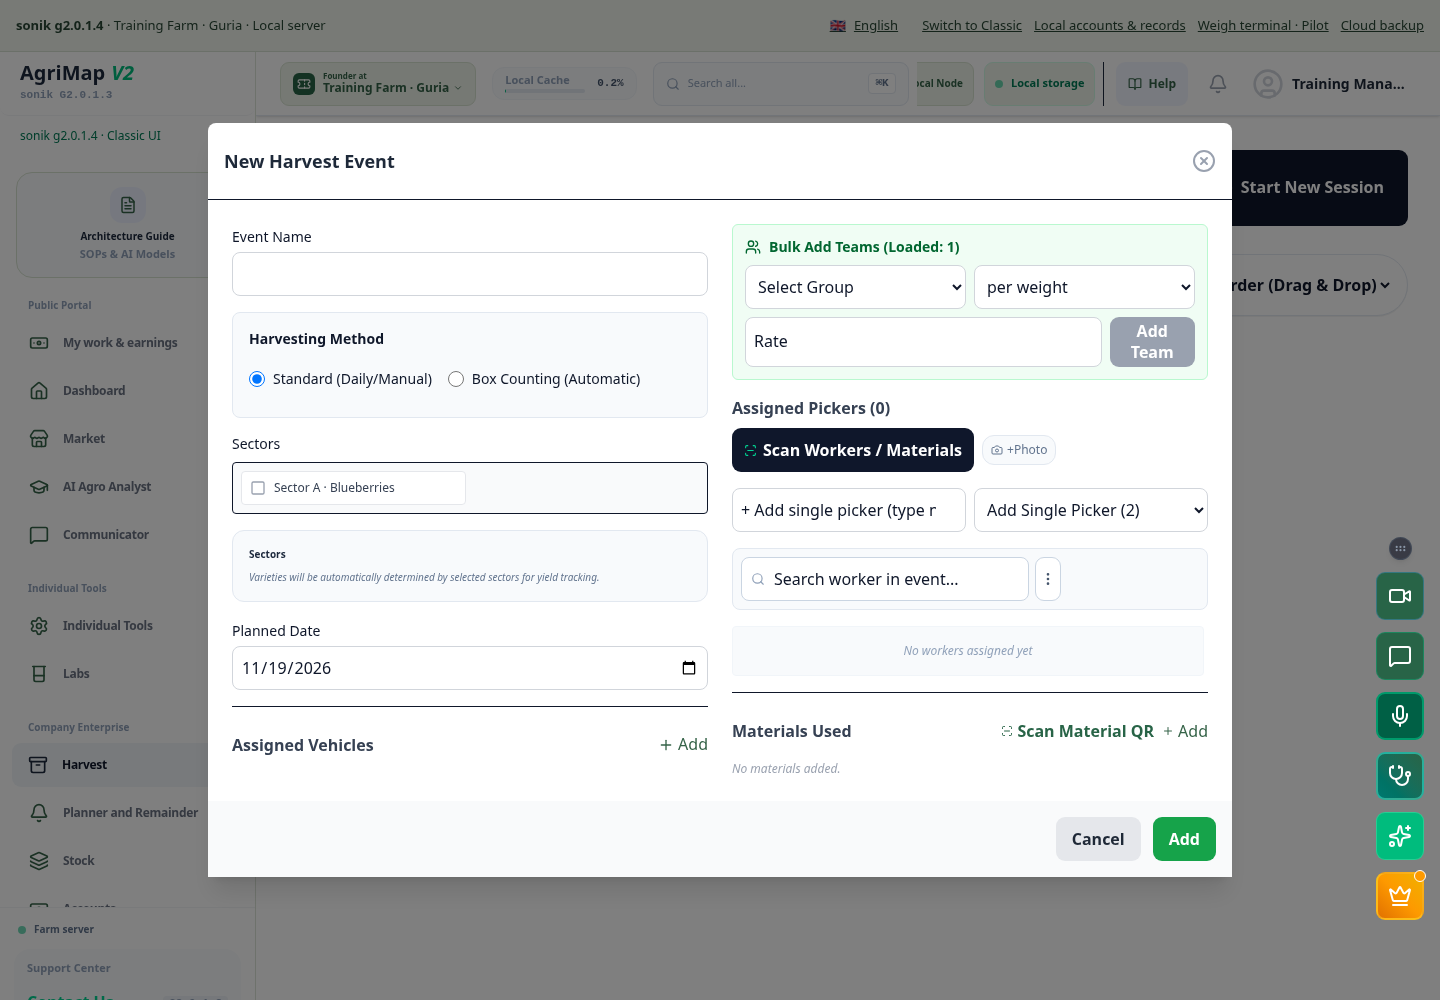 sonik g2.0.1.4 · Training Farm · Guria · Local server
English
Switch to Classic
Local accounts & records
Weigh terminal · Pilot
Cloud backup
AgriMap V2
sonik G2.0.1.3
Founder at
Training Farm · Guria
Local Cache
0.2%
Search all...
⌘K
ocal Node
Local storage
Help
Training Mana...
sonik g2.0.1.4 · Classic UI
Architecture Guide
SOPs & AI Models
Public Portal
My work & earnings
Dashboard
Market
AI Agro Analyst
Communicator
Individual Tools
Individual Tools
Labs
Company Enterprise
Harvest
Planner and Remainder
Stock
Farm server
Support Center
Start New Session
rder (Drag & Drop)
New Harvest Event
Event Name
Harvesting Method
Standard (Daily/Manual)
Box Counting (Automatic)
Sectors
Sector A · Blueberries
Sectors
Varieties will be automatically determined by selected sectors for yield tracking.
Planned Date
11/19/2026
Assigned Vehicles
+ Add
Bulk Add Teams (Loaded: 1)
Select Group
per weight
Rate
Add
Team
Assigned Pickers (0)
Scan Workers / Materials
+Photo
+ Add single picker (type r
Add Single Picker (2)
Search worker in event...
No workers assigned yet
Materials Used
Scan Material QR
+ Add
No materials added.
Cancel
Add